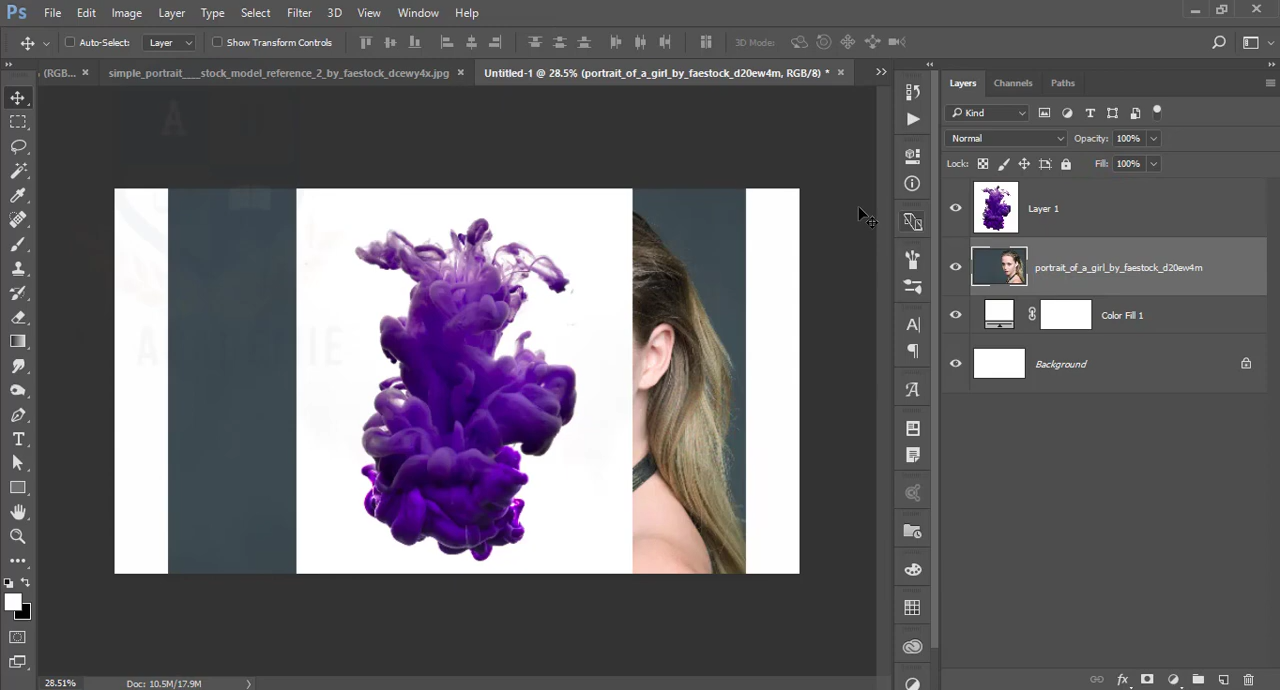 Ps File Edit Image Layer Type Select Filter 3D View Window Help
Auto-Select: Layer Show Transform Controls 3D Mode:
(RGB... × simple_portrait___stock_model_reference_2_by_faestock_dcewy4x.jpg × Untitled-1 @ 28.5% (portrait_of_a_girl_by_faestock_d20ew4m, RGB/8) * ×
Layers Channels Paths
Kind
Normal Opacity: 100%
Lock: Fill: 100%
Layer 1
portrait_of_a_girl_by_faestock_d20ew4m
Color Fill 1
Background
28.51% Doc: 10.5M/17.9M